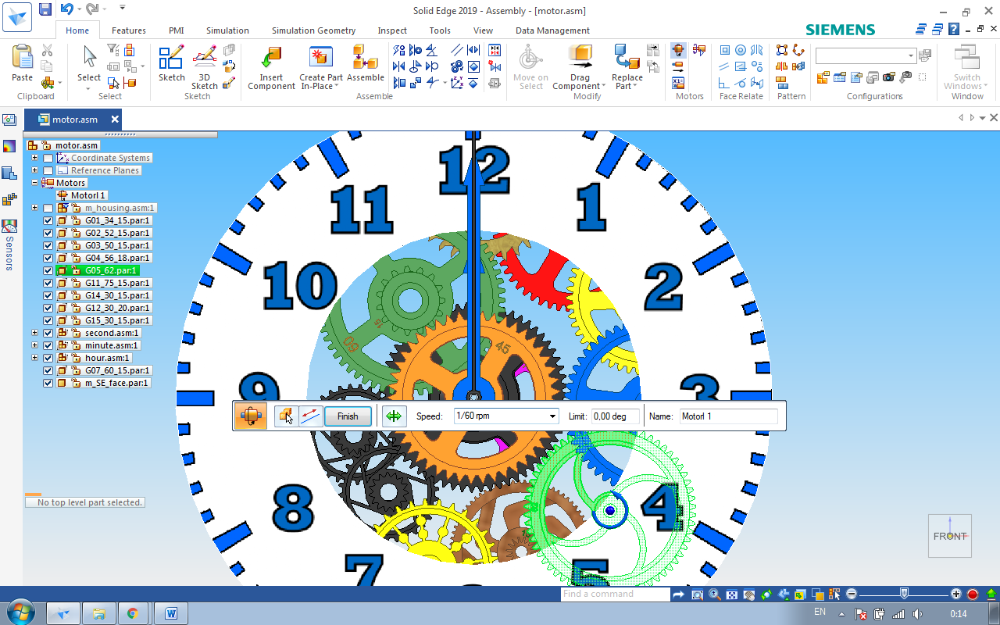 Solid Edge 2019 - Assembly - [motor.asm]
Home Features PMI Simulation Simulation Geometry Inspect Tools View Data Management
SIEMENS
Paste
Clipboard
Select
Select
Sketch
3D
Sketch
Sketch
Insert
Component
Create Part
In-Place
Assemble
Assemble
Move on
Select
Drag
Component
Replace
Part
Modify
Motors
Face Relate
Pattern
Configurations
Switch
Windows
Window
motor.asm
Sensors
motor.asm
Coordinate Systems
Reference Planes
Motors
Motorl 1
m_housing.asm:1
G01_34_15.par:1
G02_52_15.par:1
G03_50_15.par:1
G04_56_18.par:1
G05_62.par:1
G11_75_15.par:1
G14_30_15.par:1
G12_30_20.par:1
G15_30_15.par:1
second.asm:1
minute.asm:1
hour.asm:1
G07_60_15.par:1
m_SE_face.par:1
No top level part selected.
12
11
1
10
2
9
3
8
4
7
5
60
15
45
Finish Speed: 1/60 rpm Limit: 0,00 deg Name: Motorl 1
FRONT
Find a command
EN
0:14